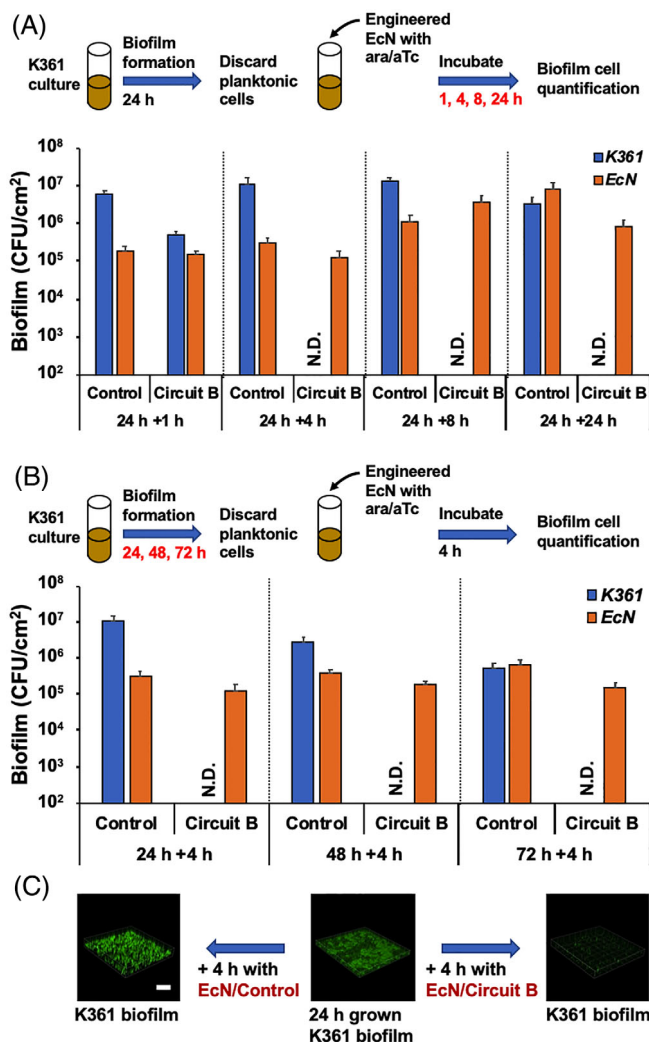 (A)
K361
culture
Biofilm
formation
24 h
Discard
planktonic
cells
Engineered
EcN with
ara/aTc
Incubate
1, 4, 8, 24 h
Biofilm cell
quantification
Biofilm (CFU/cm²)
10⁸
10⁷
10⁶
10⁵
10⁴
10³
10²
K361
EcN
N.D.
N.D.
N.D.
Control Circuit B Control Circuit B Control Circuit B Control Circuit B
24 h +1 h 24 h +4 h 24 h +8 h 24 h +24 h
(B)
K361
culture
Biofilm
formation
24, 48, 72 h
Discard
planktonic
cells
Engineered
EcN with
ara/aTc
Incubate
4 h
Biofilm cell
quantification
Biofilm (CFU/cm²)
10⁸
10⁷
10⁶
10⁵
10⁴
10³
10²
K361
EcN
N.D.
N.D.
N.D.
Control Circuit B Control Circuit B Control Circuit B
24 h +4 h 48 h +4 h 72 h +4 h
(C)
K361 biofilm
+ 4 h with
EcN/Control
24 h grown
K361 biofilm
+ 4 h with
EcN/Circuit B
K361 biofilm